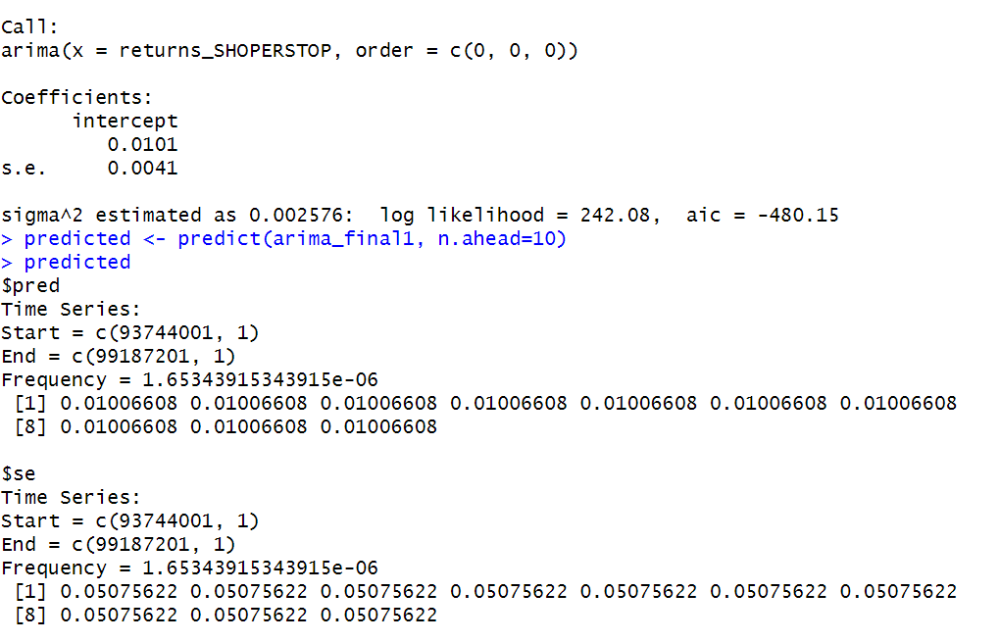 Call:
arima(x = returns_SHOPERSTOP, order = c(0, 0, 0))
Coefficients:
intercept
0.0101
s.e. 0.0041
sigma^2 estimated as 0.002576: log likelihood = 242.08, aic = -480.15
> predicted <- predict(arima_final1, n.ahead=10)
> predicted
$pred
Time Series:
Start = c(93744001, 1)
End = c(99187201, 1)
Frequency = 1.65343915343915e-06
[1] 0.01006608 0.01006608 0.01006608 0.01006608 0.01006608 0.01006608 0.01006608
[8] 0.01006608 0.01006608 0.01006608
$se
Time Series:
Start = c(93744001, 1)
End = c(99187201, 1)
Frequency = 1.65343915343915e-06
[1] 0.05075622 0.05075622 0.05075622 0.05075622 0.05075622 0.05075622 0.05075622
[8] 0.05075622 0.05075622 0.05075622